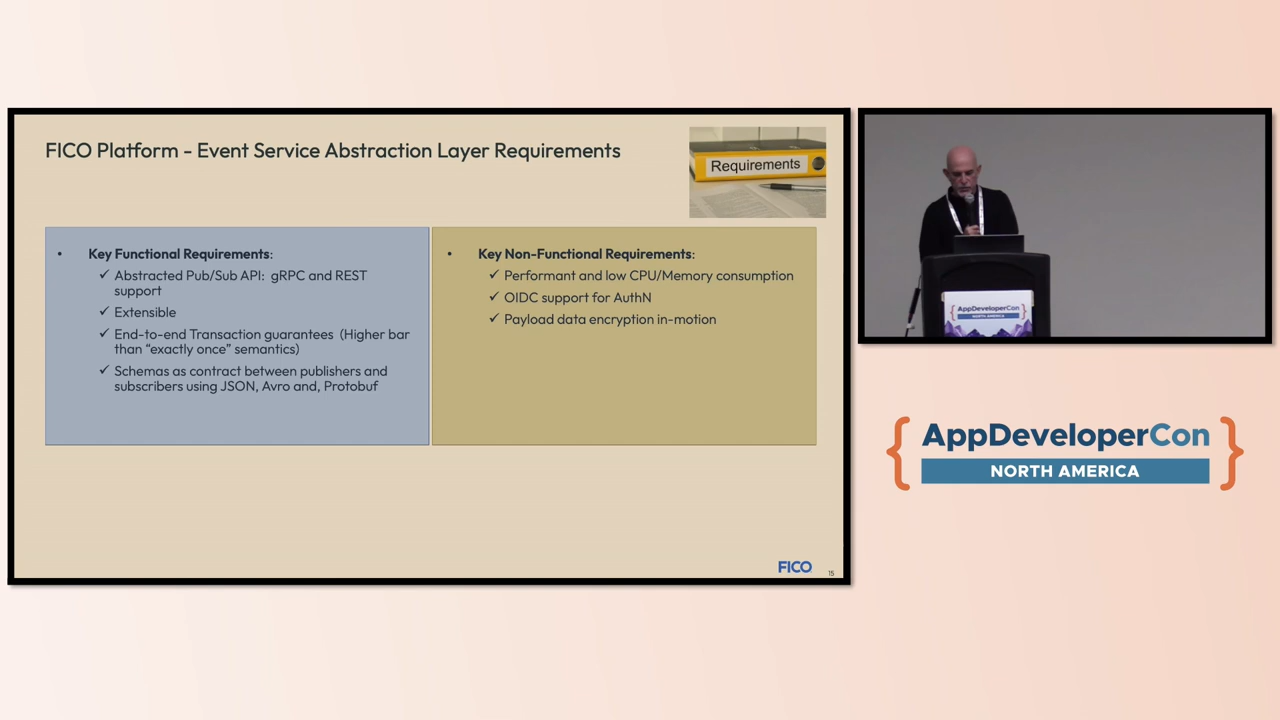 FICO Platform - Event Service Abstraction Layer Requirements
Requirements
• Key Functional Requirements:
✓ Abstracted Pub/Sub API: gRPC and REST
support
✓ Extensible
✓ End-to-end Transaction guarantees (Higher bar
than “exactly once” semantics)
✓ Schemas as contract between publishers and
subscribers using JSON, Avro and, Protobuf
• Key Non-Functional Requirements:
✓ Performant and low CPU/Memory consumption
✓ OIDC support for AuthN
✓ Payload data encryption in-motion
FICO
15
AppDeveloperCon
NORTH AMERICA
{ AppDeveloperCon }
NORTH AMERICA